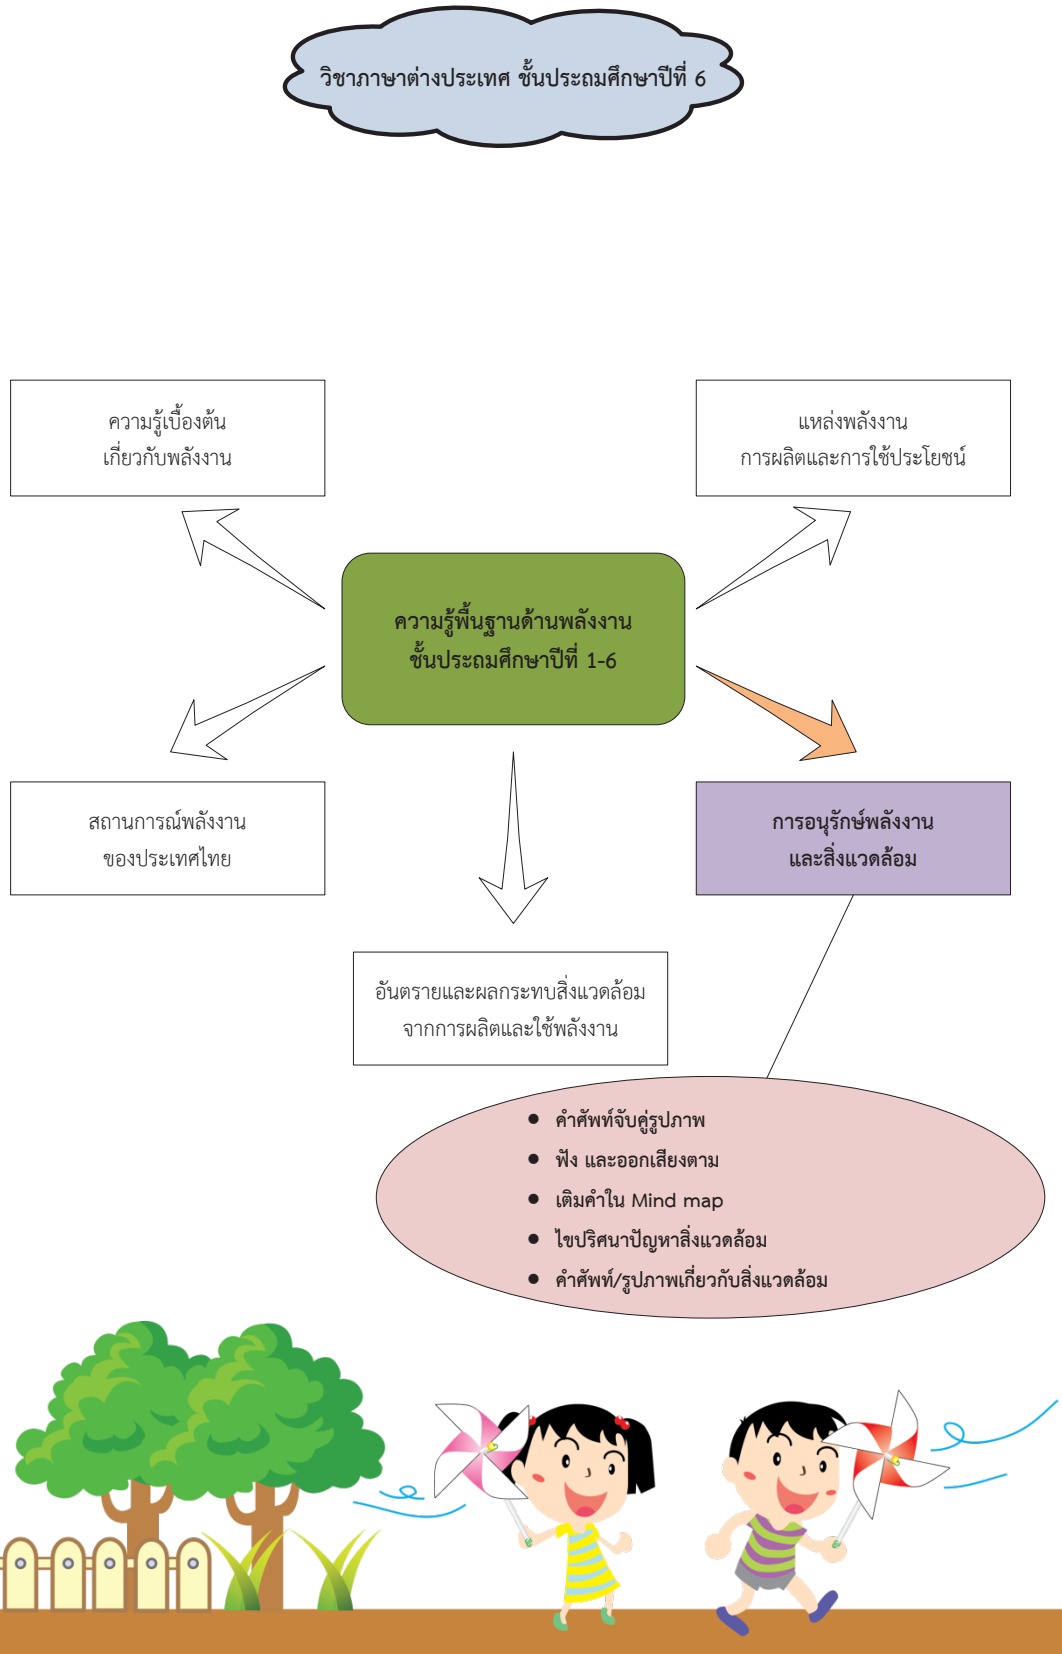 วิชาภาษาต่างประเทศ ชั้นประถมศึกษาปีที่ 6
ความรู้เบื้องต้น
เกี่ยวกับพลังงาน
แหล่งพลังงาน
การผลิตและการใช้ประโยชน์
ความรู้พื้นฐานด้านพลังงาน
ชั้นประถมศึกษาปีที่ 1-6
สถานการณ์พลังงาน
ของประเทศไทย
การอนุรักษ์พลังงาน
และสิ่งแวดล้อม
อันตรายและผลกระทบสิ่งแวดล้อม
จากการผลิตและใช้พลังงาน
● คำศัพท์จับคู่รูปภาพ
● ฟัง และออกเสียงตาม
● เติมคำใน Mind map
● ไขปริศนาปัญหาสิ่งแวดล้อม
● คำศัพท์/รูปภาพเกี่ยวกับสิ่งแวดล้อม